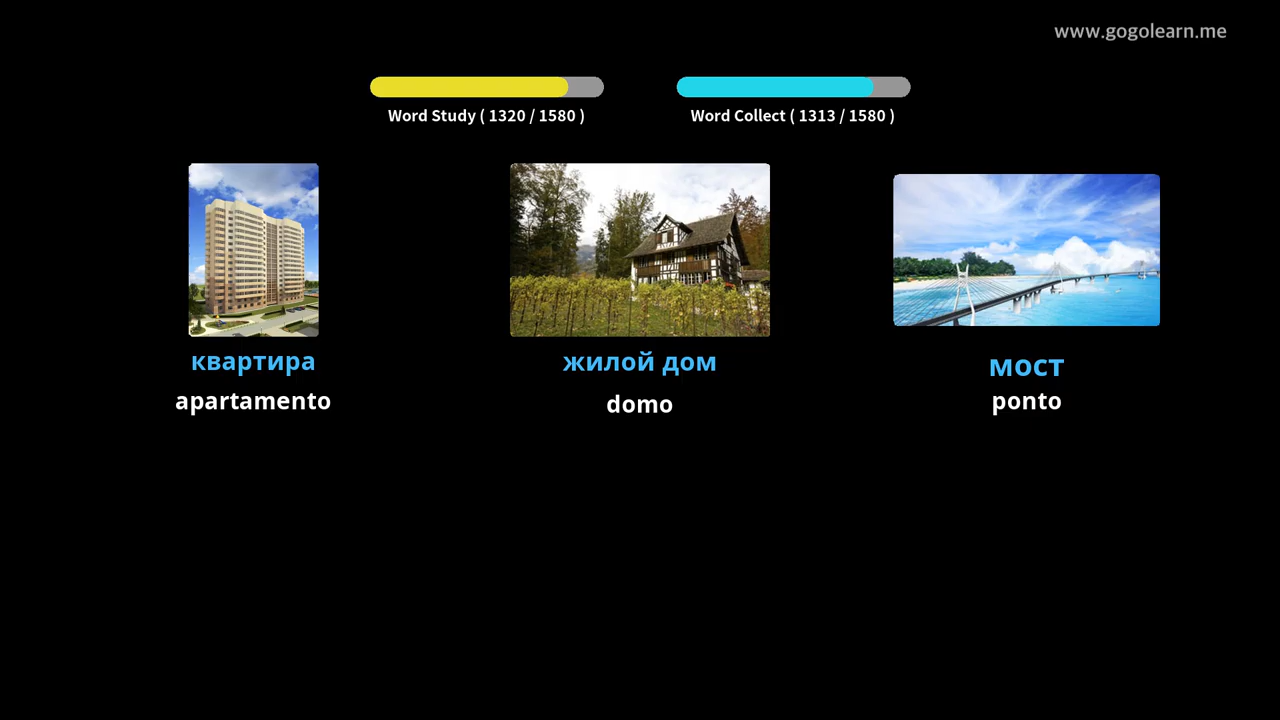 www.gogolearn.me
Word Study ( 1320 / 1580 )
Word Collect ( 1313 / 1580 )
квартира
жилой дом
мост
apartamento
domo
ponto